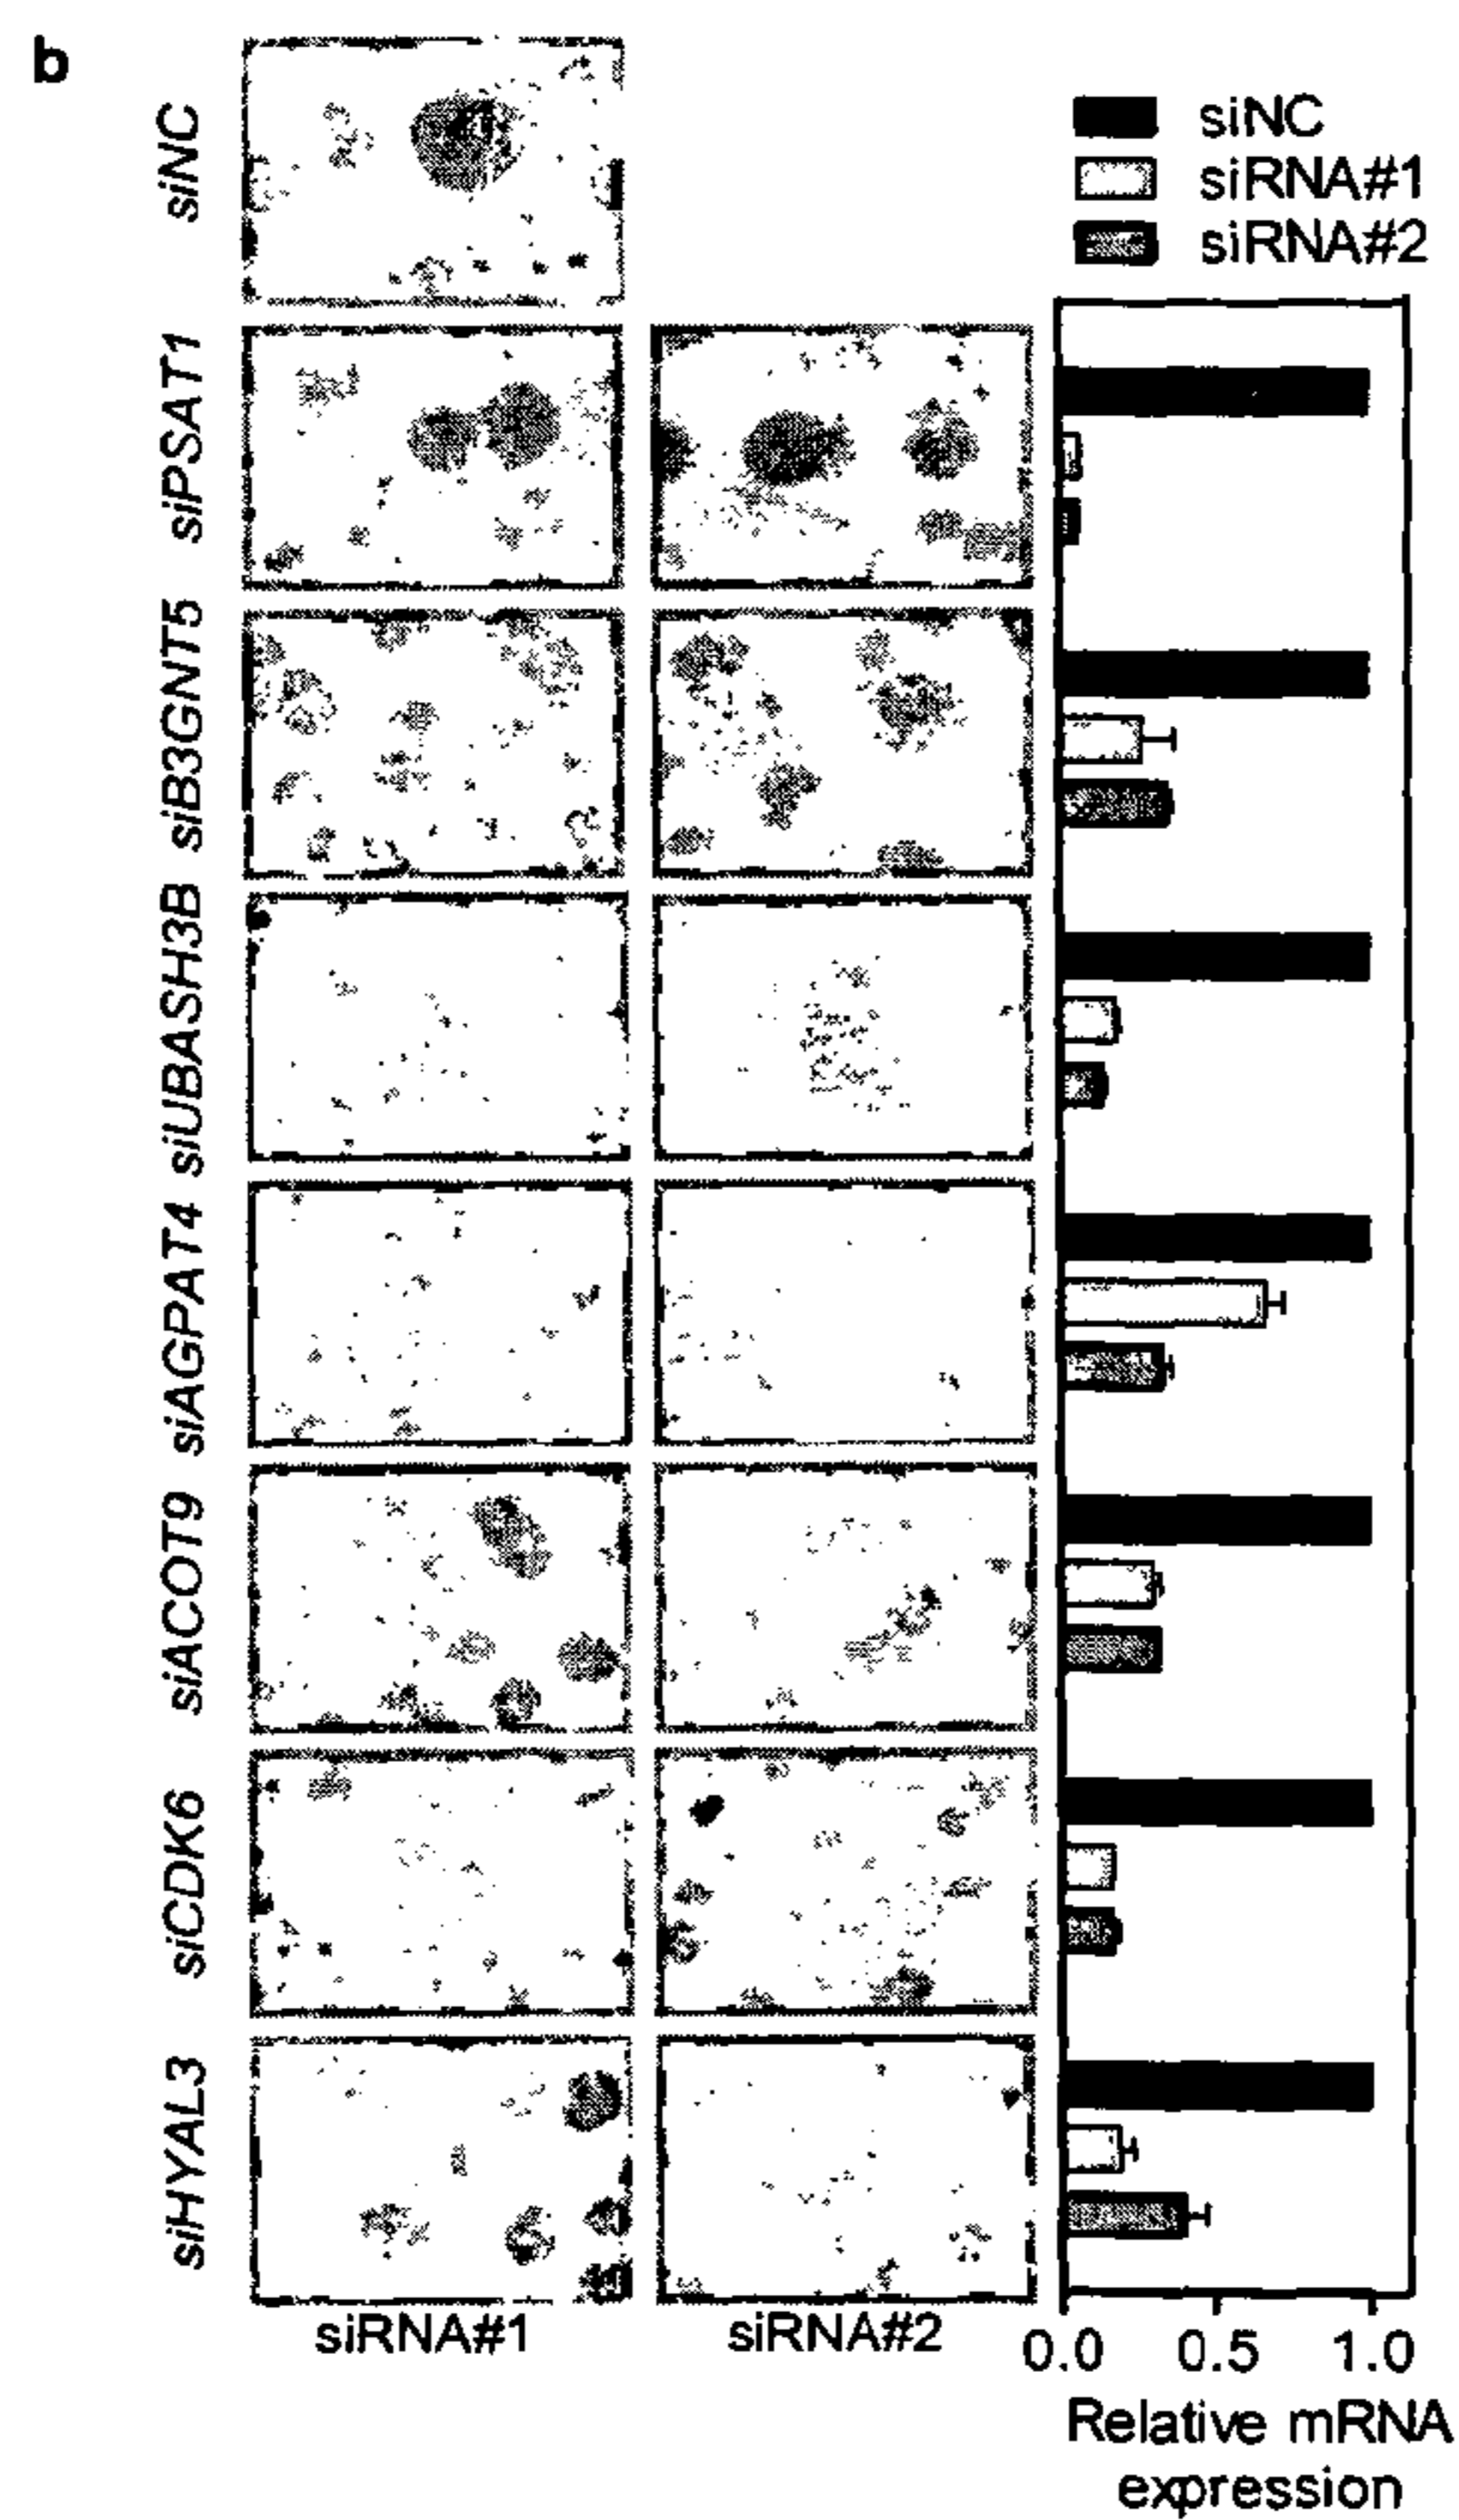 b
siNC
siNC
siRNA#1
siRNA#2
siPSAT1
siB3GNT5
siUBASH3B
siAGPAT4
siACOT9
siCDK6
siHYAL3
siRNA#1
siRNA#2
0.0
0.5
1.0
Relative mRNA
expression